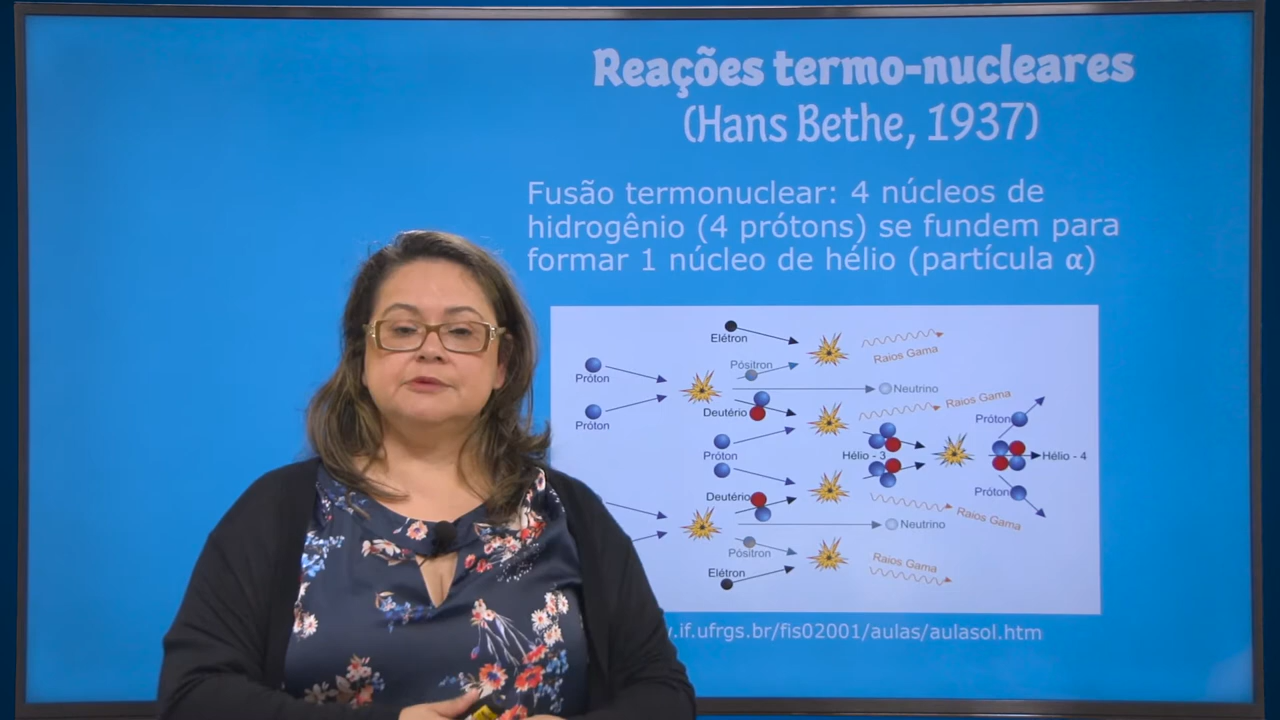 Reações termo-nucleares
(Hans Bethe, 1937)
Fusão termonuclear: 4 núcleos de
hidrogênio (4 prótons) se fundem para
formar 1 núcleo de hélio (partícula α)
Elétron
Raios Gama
Pósitron
Próton
Neutrino
Raios Gama
Deutério
Próton
Próton
Próton
Hélio - 3
Hélio - 4
Deutério
Próton
Raios Gama
Neutrino
Pósitron
Raios Gama
Elétron
.if.ufrgs.br/fis02001/aulas/aulasol.htm